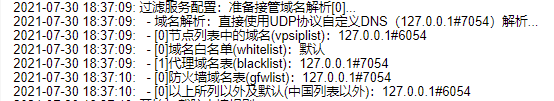 2021-07-30 18:37:09: 过滤服务配置：准备接管域名解析[0]...
2021-07-30 18:37:09: - 域名解析：直接使用UDP协议自定义DNS（127.0.0.1#7054）解析...
2021-07-30 18:37:09: - [0]节点列表中的域名(vpsiplist)：127.0.0.1#6054
2021-07-30 18:37:09: - [0]域名白名单(whitelist)：默认
2021-07-30 18:37:09: - [1]代理域名表(blacklist)：127.0.0.1#7054
2021-07-30 18:37:10: - [0]防火墙域名表(gfwlist)：127.0.0.1#7054
2021-07-30 18:37:10: - [0]以上所列以外及默认(中国列表以外)：127.0.0.1#6054